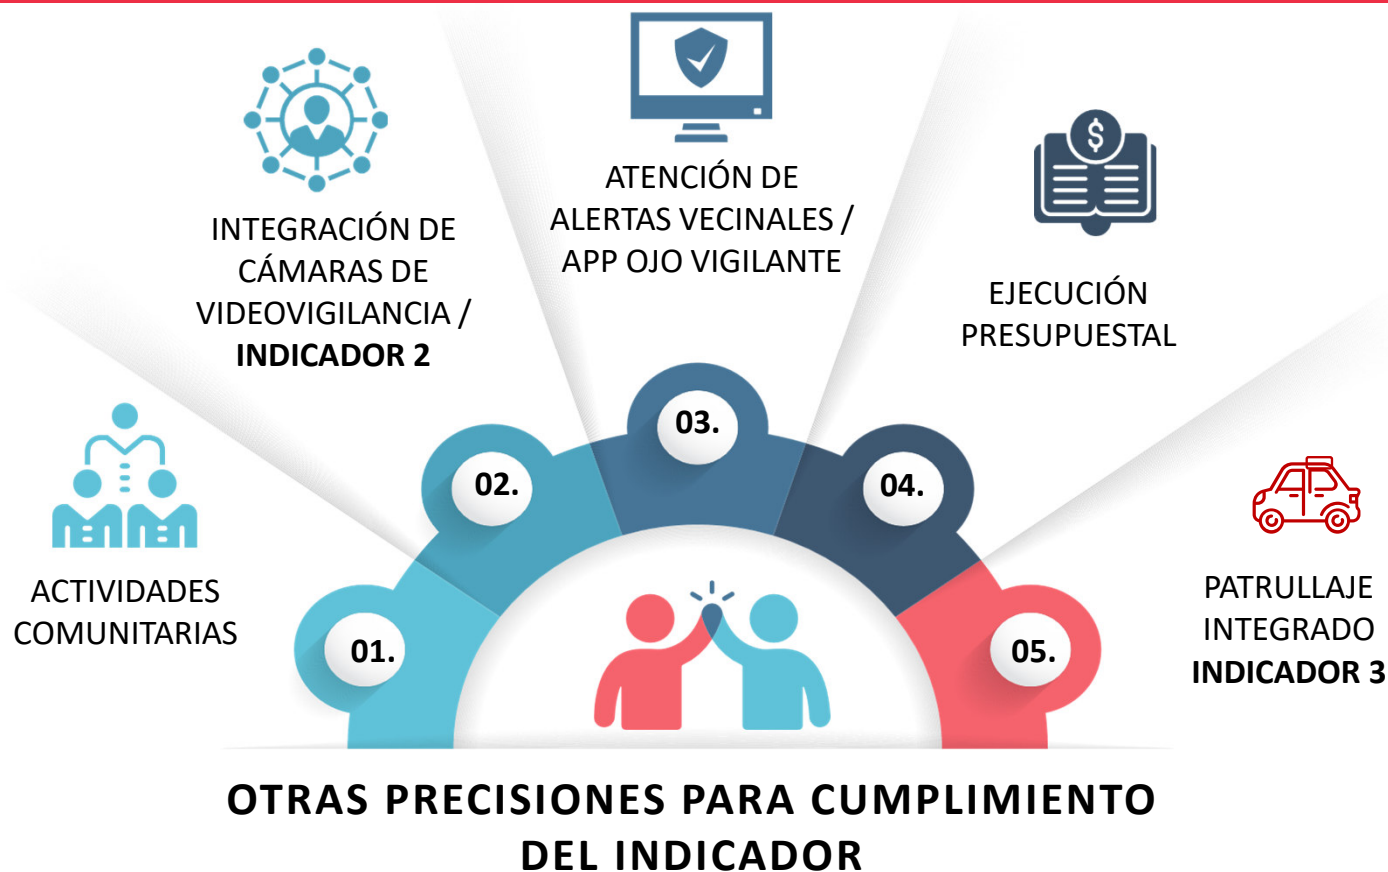 01.
ACTIVIDADES
COMUNITARIAS
02.
INTEGRACIÓN DE
CÁMARAS DE
VIDEOVIGILANCIA /
INDICADOR 2
03.
ATENCIÓN DE
ALERTAS VECINALES /
APP OJO VIGILANTE
04.
$
EJECUCIÓN
PRESUPUESTAL
05.
PATRULLAJE
INTEGRADO
INDICADOR 3
OTRAS PRECISIONES PARA CUMPLIMIENTO
DEL INDICADOR